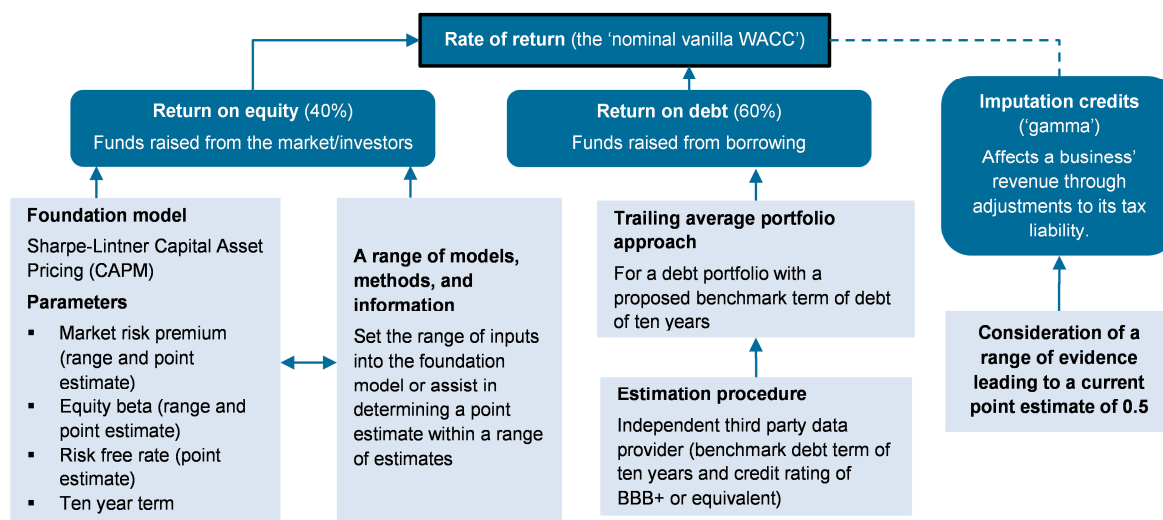 Rate of return (the ‘nominal vanilla WACC’)
Return on equity (40%)
Funds raised from the market/investors
Return on debt (60%)
Funds raised from borrowing
Imputation credits
(‘gamma’)
Affects a business’
revenue through
adjustments to its tax
liability.
Foundation model
Sharpe-Lintner Capital Asset
Pricing (CAPM)
Parameters
▪ Market risk premium
(range and point
estimate)
▪ Equity beta (range and
point estimate)
▪ Risk free rate (point
estimate)
▪ Ten year term
A range of models,
methods, and
information
Set the range of inputs
into the foundation
model or assist in
determining a point
estimate within a range
of estimates
Trailing average portfolio
approach
For a debt portfolio with a
proposed benchmark term of debt
of ten years
Estimation procedure
Independent third party data
provider (benchmark debt term of
ten years and credit rating of
BBB+ or equivalent)
Consideration of a
range of evidence
leading to a current
point estimate of 0.5